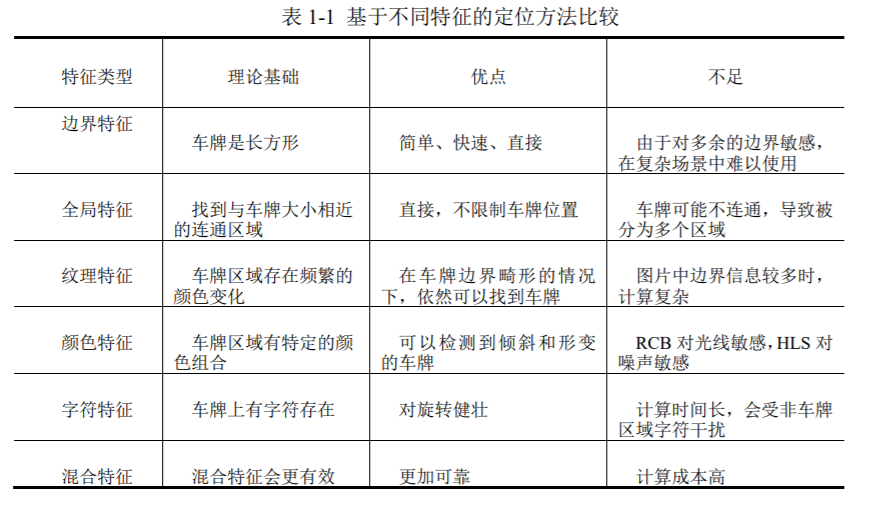 表 1-1 基于不同特征的定位方法比较
特征类型 理论基础 优点 不足
边界特征
车牌是长方形 简单、快速、直接 由于对多余的边界敏感，
在复杂场景中难以使用
全局特征 找到与车牌大小相近 直接，不限制车牌位置 车牌可能不连通，导致被
的连通区域 分为多个区域
纹理特征 车牌区域存在频繁的 在车牌边界畸形的情况 图片中边界信息较多时，
颜色变化 下，依然可以找到车牌 计算复杂
颜色特征 车牌区域有特定的颜 可以检测到倾斜和形变 RCB 对光线敏感，HLS 对
色组合 的车牌 噪声敏感
字符特征 车牌上有字符存在 对旋转健壮 计算时间长，会受非车牌
区域字符干扰
混合特征 混合特征会更有效 更加可靠 计算成本高